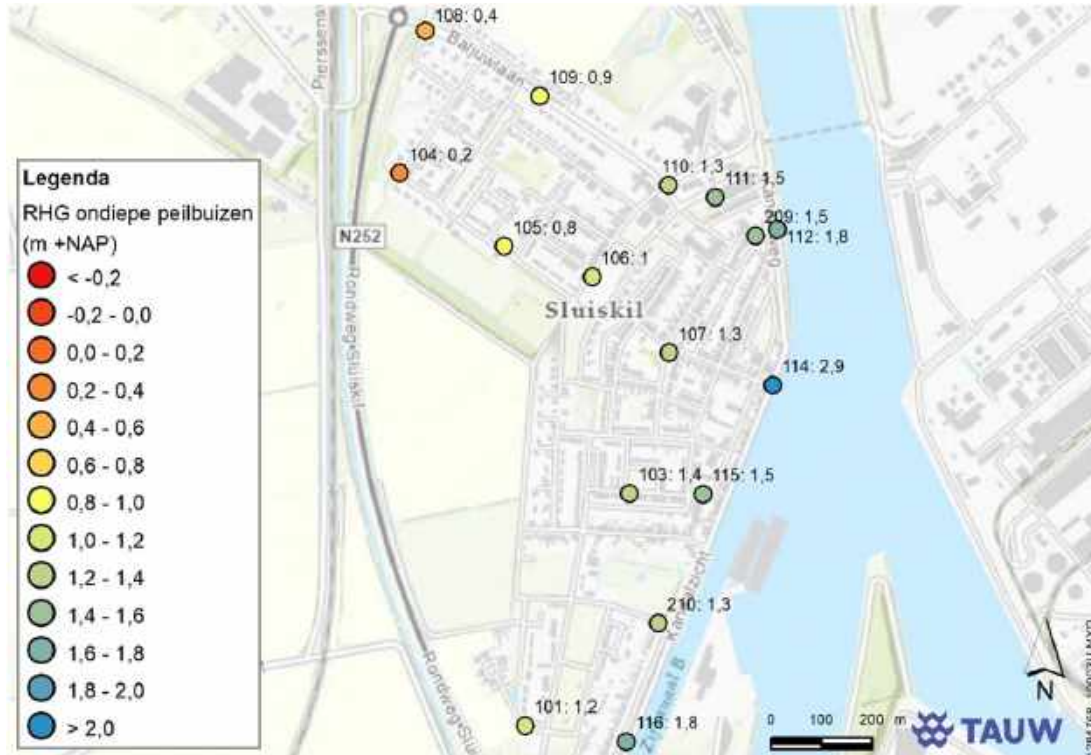 108: 0,4
Baljuwlaan
109: 0,9
104: 0,2
110: 1,3
111: 1,5
209: 1,5
112: 1,8
105: 0,8
106: 1
N252
Sluiskil
Rondweg Sluiskil
107: 1,3
114: 2,9
103: 1,4
115: 1,5
210: 1,3
Kanaalzicht
101: 1,2
116: 1,8
Legenda
RHG ondiepe peilbuizen
(m +NAP)
< -0,2
-0,2 - 0,0
0,0 - 0,2
0,2 - 0,4
0,4 - 0,6
0,6 - 0,8
0,8 - 1,0
1,0 - 1,2
1,2 - 1,4
1,4 - 1,6
1,6 - 1,8
1,8 - 2,0
> 2,0
0 100 200 m
N
TAUW